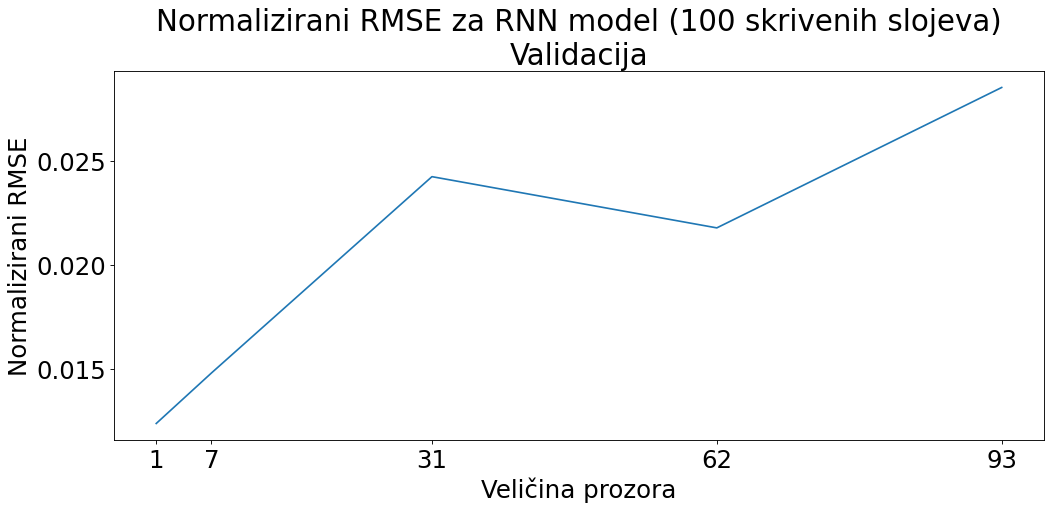 Normalizirani RMSE za RNN model (100 skrivenih slojeva)
Validacija
Normalizirani RMSE
0.025
0.020
0.015
1 7 31 62 93
Veličina prozora